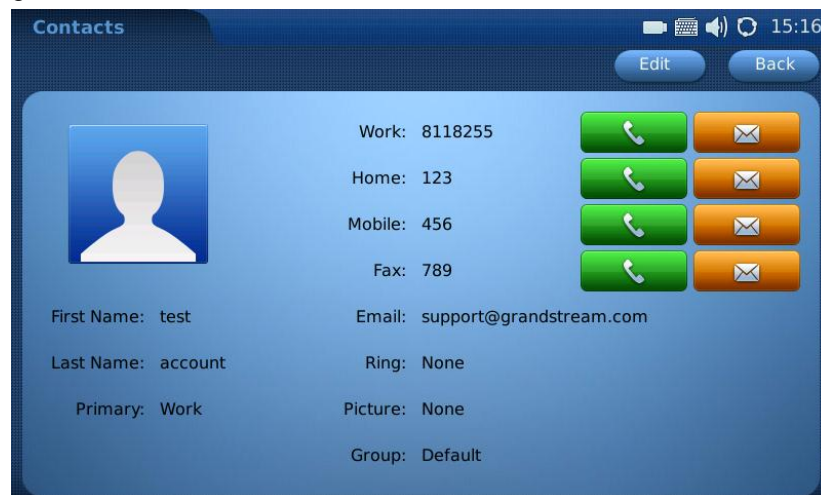 Contacts 15:16
Edit Back
Work: 8118255
Home: 123
Mobile: 456
Fax: 789
First Name: test Email: support@grandstream.com
Last Name: account Ring: None
Primary: Work Picture: None
Group: Default